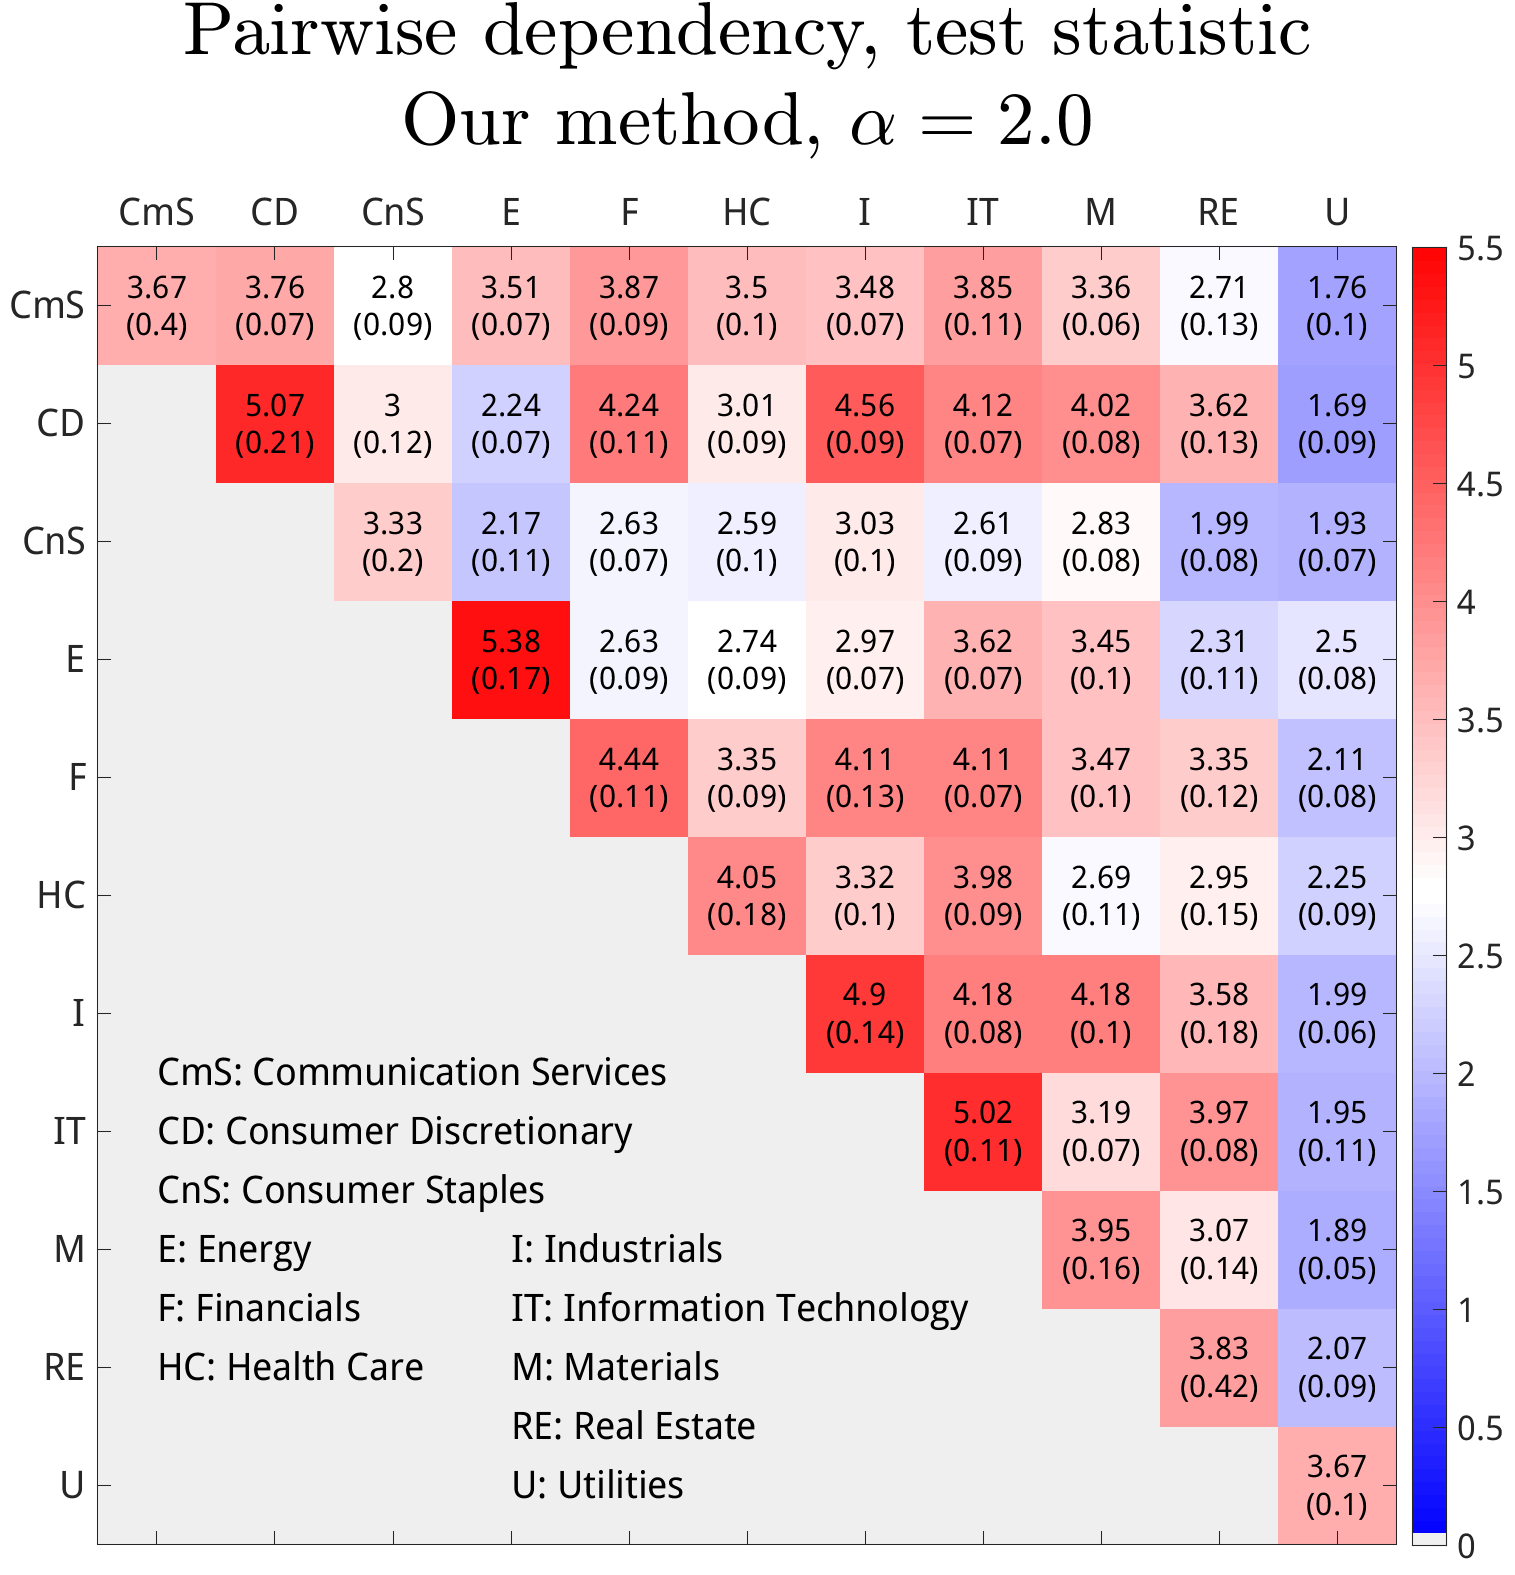 Pairwise dependency, test statistic
Our method, α = 2.0
CmS CD CnS E F HC I IT M RE U
CmS 3.67 3.76 2.8 3.51 3.87 3.5 3.48 3.85 3.36 2.71 1.76
(0.4) (0.07) (0.09) (0.07) (0.09) (0.1) (0.07) (0.11) (0.06) (0.13) (0.1)
CD 5.07 3 2.24 4.24 3.01 4.56 4.12 4.02 3.62 1.69
(0.21) (0.12) (0.07) (0.11) (0.09) (0.09) (0.07) (0.08) (0.13) (0.09)
CnS 3.33 2.17 2.63 2.59 3.03 2.61 2.83 1.99 1.93
(0.2) (0.11) (0.07) (0.1) (0.1) (0.09) (0.08) (0.08) (0.07)
E 5.38 2.63 2.74 2.97 3.62 3.45 2.31 2.5
(0.17) (0.09) (0.09) (0.07) (0.07) (0.1) (0.11) (0.08)
F 4.44 3.35 4.11 4.11 3.47 3.35 2.11
(0.11) (0.09) (0.13) (0.07) (0.1) (0.12) (0.08)
HC 4.05 3.32 3.98 2.69 2.95 2.25
(0.18) (0.1) (0.09) (0.11) (0.15) (0.09)
I 4.9 4.18 4.18 3.58 1.99
(0.14) (0.08) (0.1) (0.18) (0.06)
IT 5.02 3.19 3.97 1.95
(0.11) (0.07) (0.08) (0.11)
M 3.95 3.07 1.89
(0.16) (0.14) (0.05)
RE 3.83 2.07
(0.42) (0.09)
U 3.67
(0.1)
CmS: Communication Services
CD: Consumer Discretionary
CnS: Consumer Staples
E: Energy
F: Financials
HC: Health Care
I: Industrials
IT: Information Technology
M: Materials
RE: Real Estate
U: Utilities
5.5
5
4.5
4
3.5
3
2.5
2
1.5
1
0.5
0